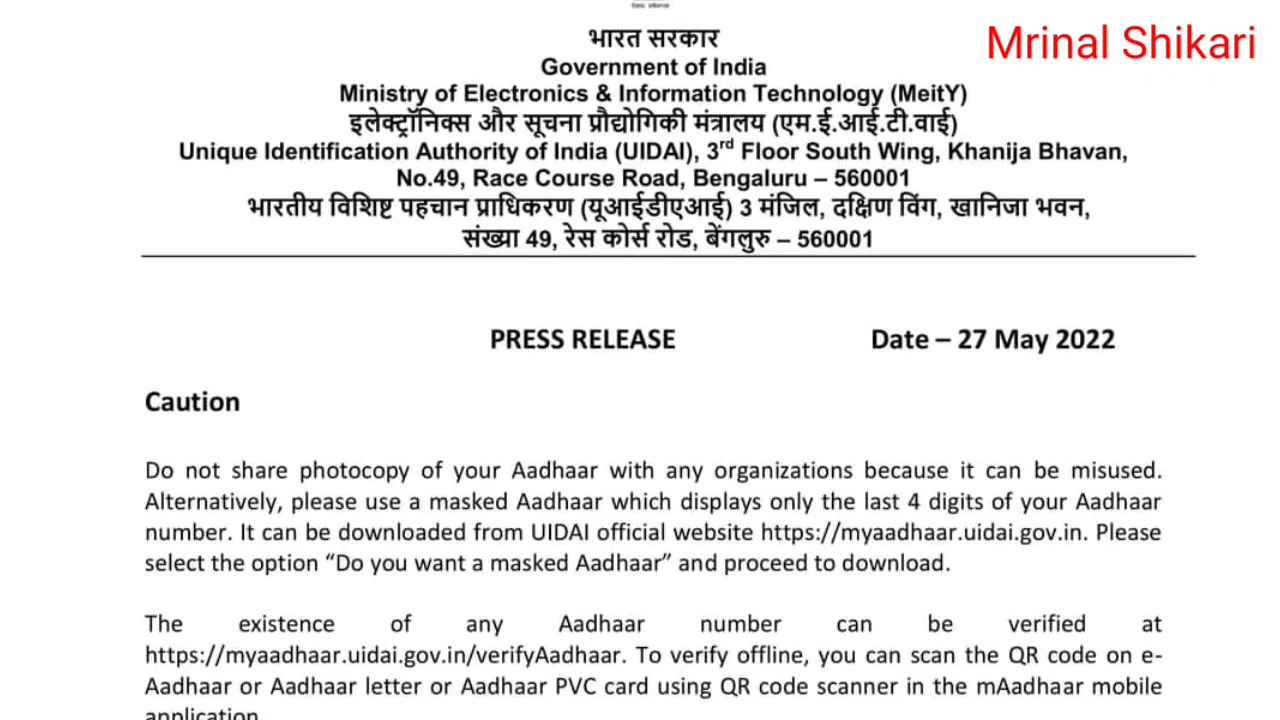 भारत सरकार
Mrinal Shikari
Government of India
Ministry of Electronics & Information Technology (MeitY)
इलेक्ट्रॉनिक्स और सूचना प्रौद्योगिकी मंत्रालय (एम.ई.आई.टी.वाई)
Unique Identification Authority of India (UIDAI), 3rd Floor South Wing, Khanija Bhavan,
No.49, Race Course Road, Bengaluru – 560001
भारतीय विशिष्ट पहचान प्राधिकरण (यूआईडीएआई) 3 मंजिल, दक्षिण विंग, खानिजा भवन,
संख्या 49, रेस कोर्स रोड, बेंगलुरु – 560001
PRESS RELEASE Date – 27 May 2022
Caution
Do not share photocopy of your Aadhaar with any organizations because it can be misused.
Alternatively, please use a masked Aadhaar which displays only the last 4 digits of your Aadhaar
number. It can be downloaded from UIDAI official website https://myaadhaar.uidai.gov.in. Please
select the option “Do you want a masked Aadhaar” and proceed to download.
The existence of any Aadhaar number can be verified at
https://myaadhaar.uidai.gov.in/verifyAadhaar. To verify offline, you can scan the QR code on e-
Aadhaar or Aadhaar letter or Aadhaar PVC card using QR code scanner in the mAadhaar mobile
application.